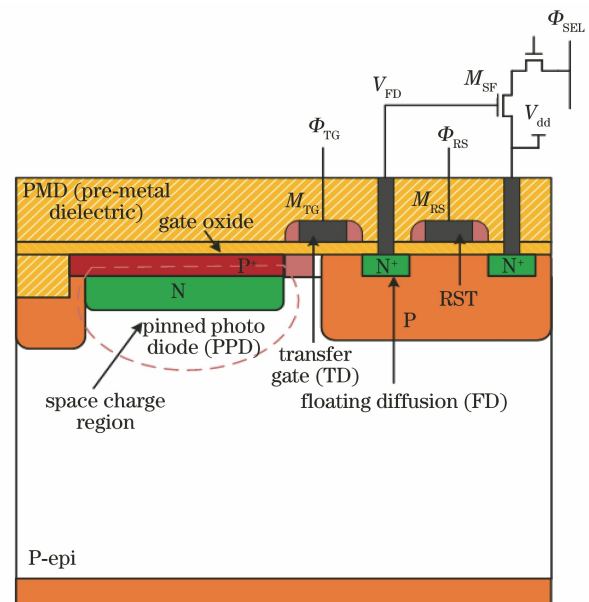 Φ_SEL
M_SF
V_FD
V_dd
Φ_TG
Φ_RS
PMD (pre-metal
dielectric)
M_TG
M_RS
gate oxide
P⁺
N⁺
N⁺
N
RST
P
pinned photo
diode (PPD)
transfer
gate (TD)
space charge
region
floating diffusion (FD)
P-epi